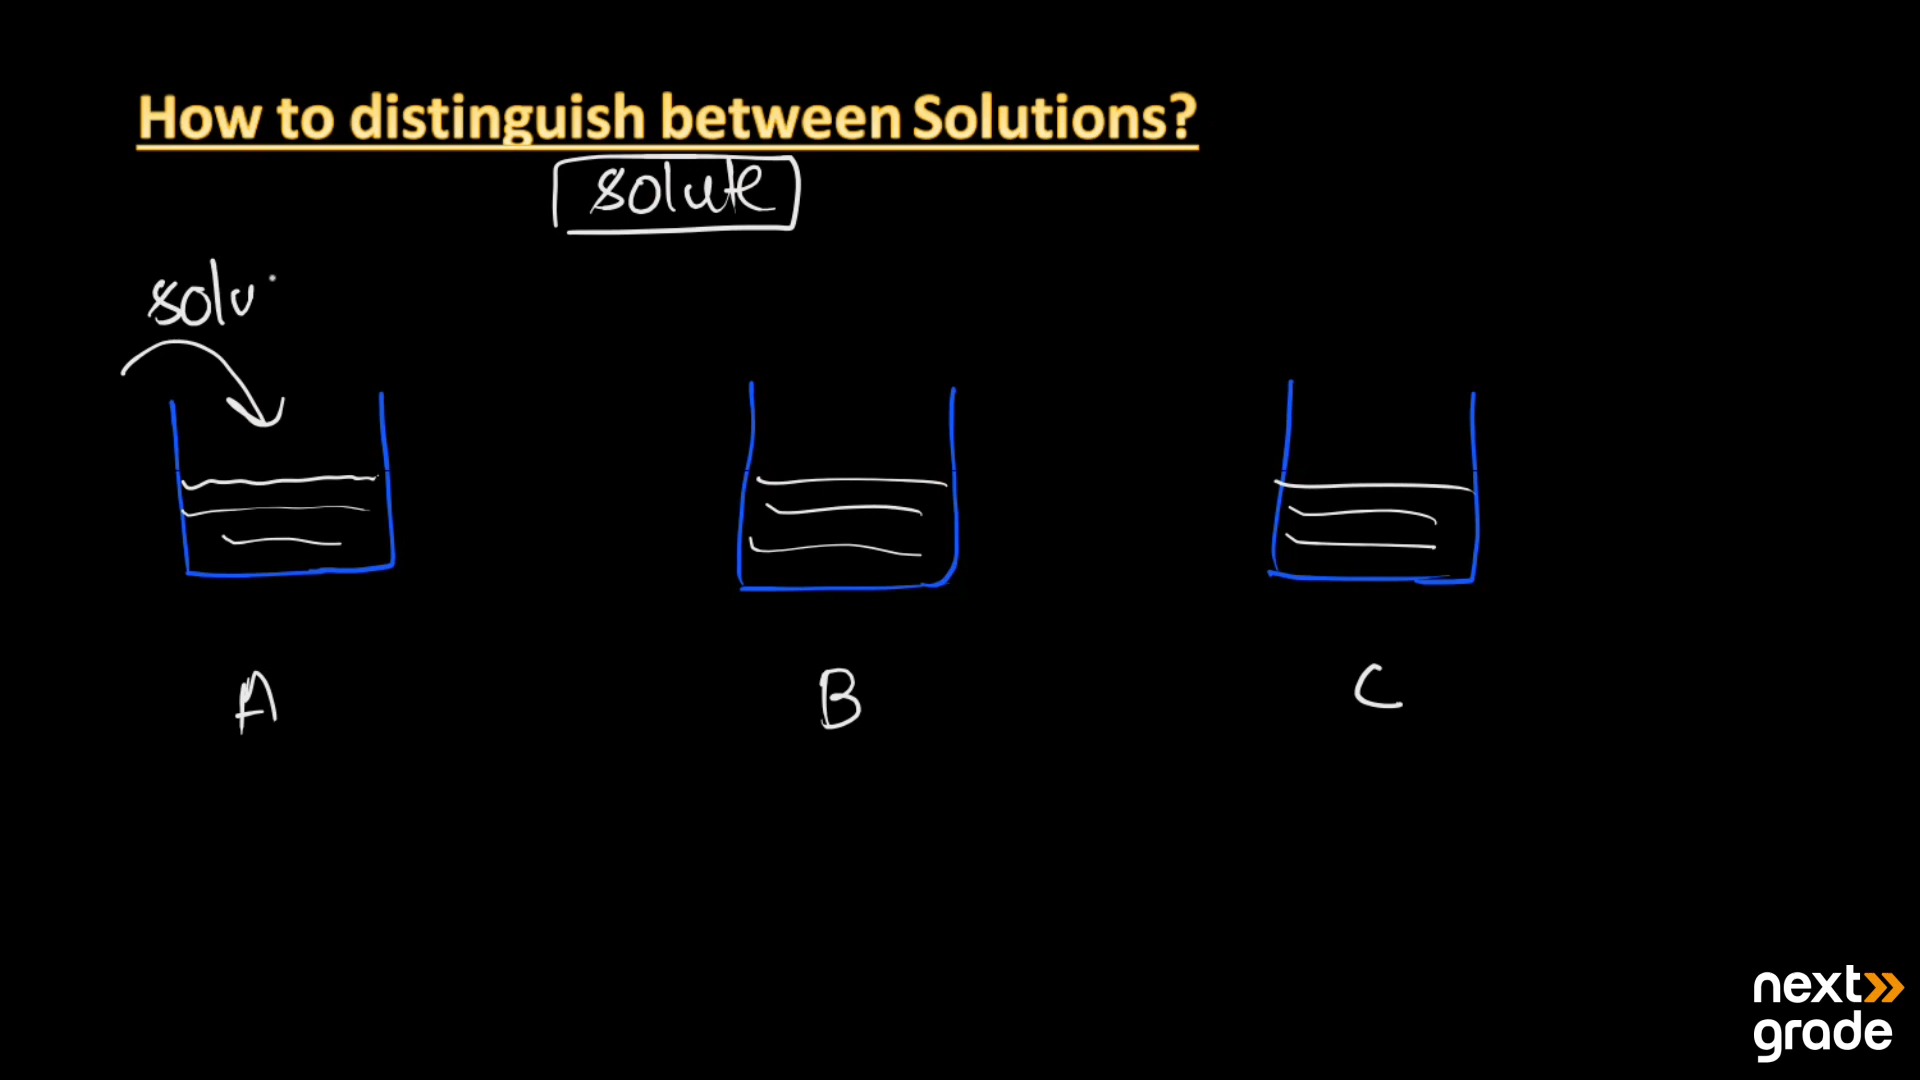 How to distinguish between Solutions?
solute
solu
A
B
C
next
grade